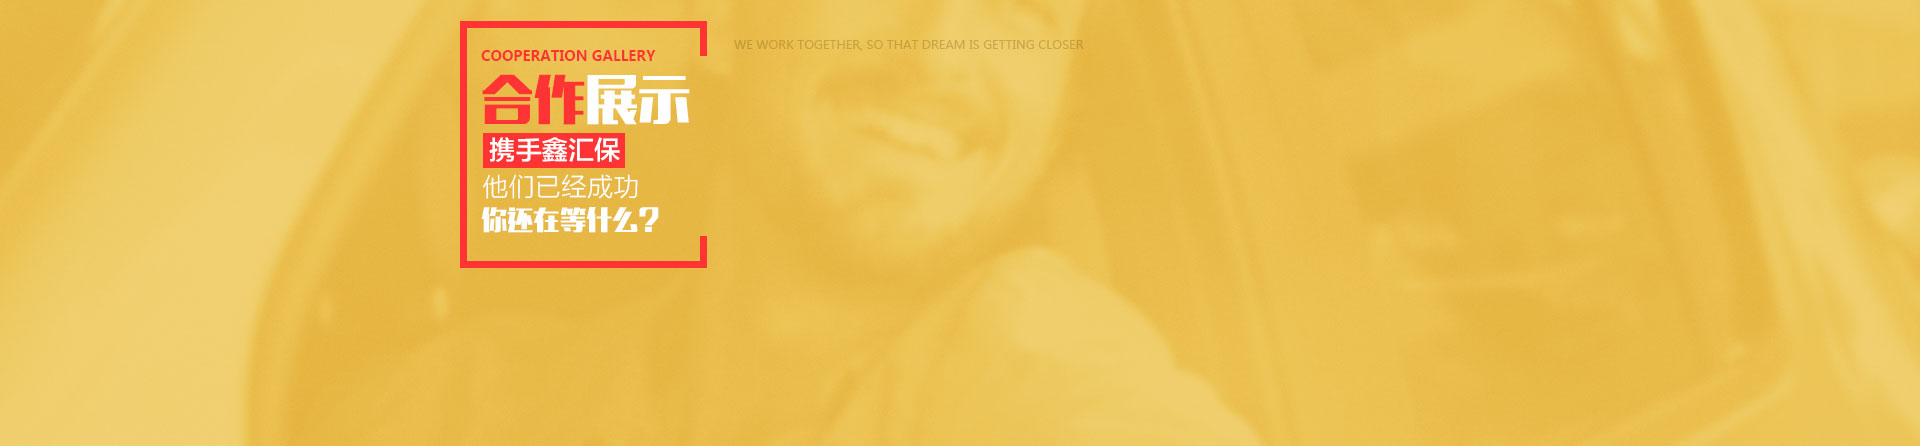 COOPERATION GALLERY
合作展示
携手鑫汇保
他们已经成功
你还在等什么?
WE WORK TOGETHER, SO THAT DREAM IS GETTING CLOSER